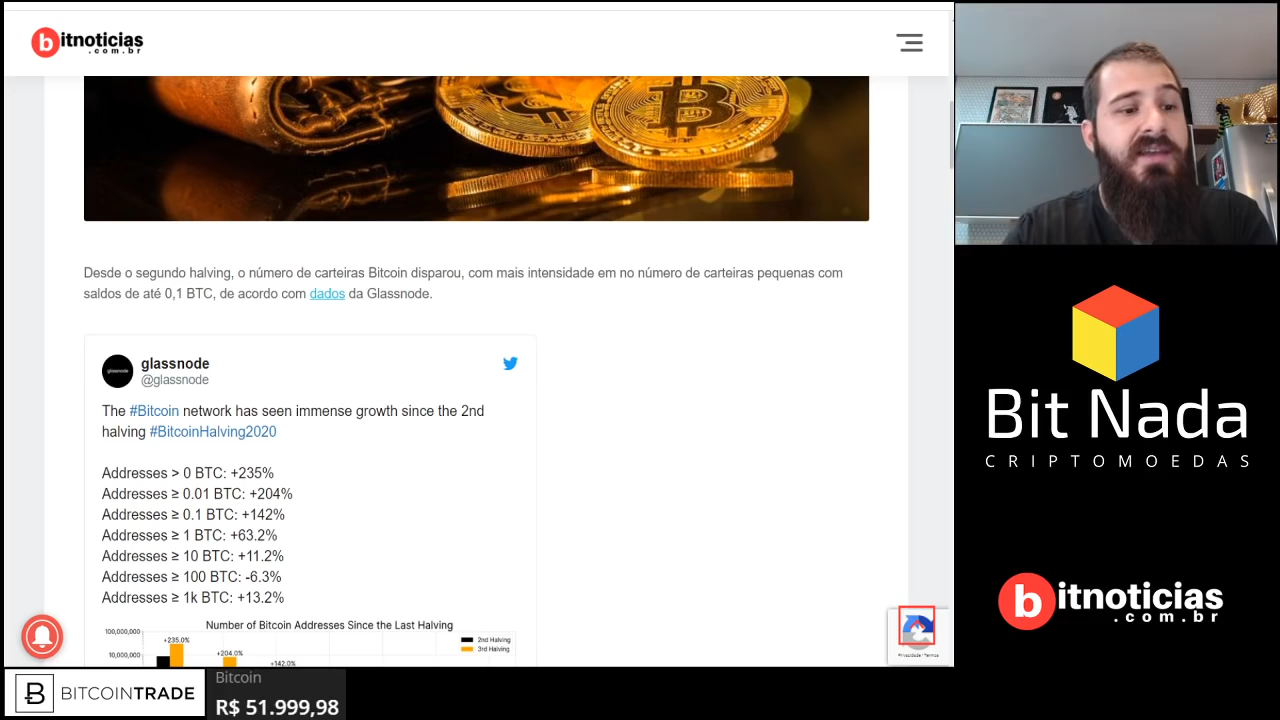 bitnoticias
.com.br
Desde o segundo halving, o número de carteiras Bitcoin disparou, com mais intensidade em no número de carteiras pequenas com
saldos de até 0,1 BTC, de acordo com dados da Glassnode.
glassnode
glassnode
@glassnode
The #Bitcoin network has seen immense growth since the 2nd
halving #BitcoinHalving2020
Addresses > 0 BTC: +235%
Addresses ≥ 0.01 BTC: +204%
Addresses ≥ 0.1 BTC: +142%
Addresses ≥ 1 BTC: +63.2%
Addresses ≥ 10 BTC: +11.2%
Addresses ≥ 100 BTC: -6.3%
Addresses ≥ 1k BTC: +13.2%
Number of Bitcoin Addresses Since the Last Halving
100,000,000
10,000,000
+235.0%
+204.0%
+142.0%
2nd Halving
3rd Halving
Privacidade - Termos
BITCOINTRADE
Bitcoin
R$ 51.999,98
Bit Nada
CRIPTOMOEDAS
bitnoticias
.com.br